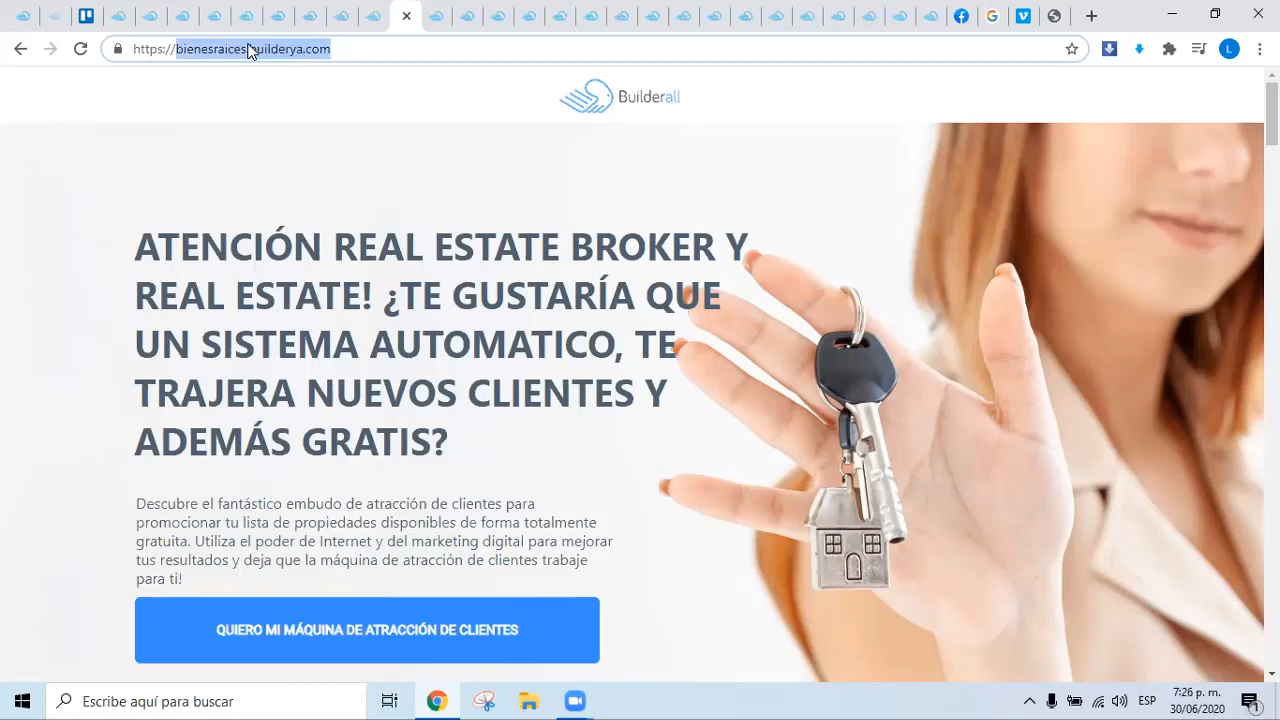 https://bienesraices.builderya.com
L
Builderall
ATENCIÓN REAL ESTATE BROKER Y
REAL ESTATE! ¿TE GUSTARÍA QUE
UN SISTEMA AUTOMATICO, TE
TRAJERA NUEVOS CLIENTES Y
ADEMÁS GRATIS?
Descubre el fantástico embudo de atracción de clientes para
promocionar tu lista de propiedades disponibles de forma totalmente
gratuita. Utiliza el poder de Internet y del marketing digital para mejorar
tus resultados y deja que la máquina de atracción de clientes trabaje
para ti!
QUIERO MI MÁQUINA DE ATRACCIÓN DE CLIENTES
Escribe aquí para buscar
ESP
7:26 p. m.
30/06/2020